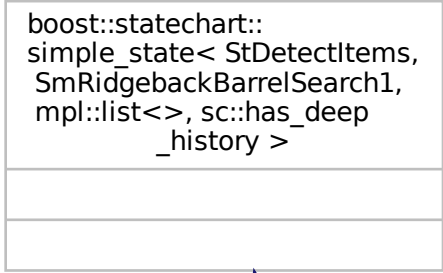 boost::statechart::
simple_state< StDetectItems,
SmRidgebackBarrelSearch1,
mpl::list<>, sc::has_deep
_history >